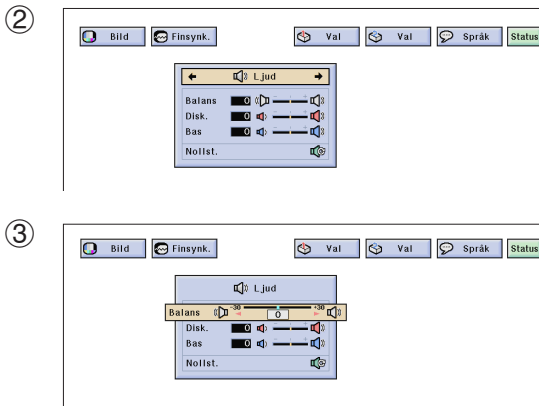 ②
Bild Finsynk. Val Val Språk Status
Ljud
Balans 0
Disk. 0
Bas 0
Nollst.
③
Bild Finsynk. Val Val Språk Status
Ljud
Balans -30 0 +30
Disk. 0
Bas 0
Nollst.